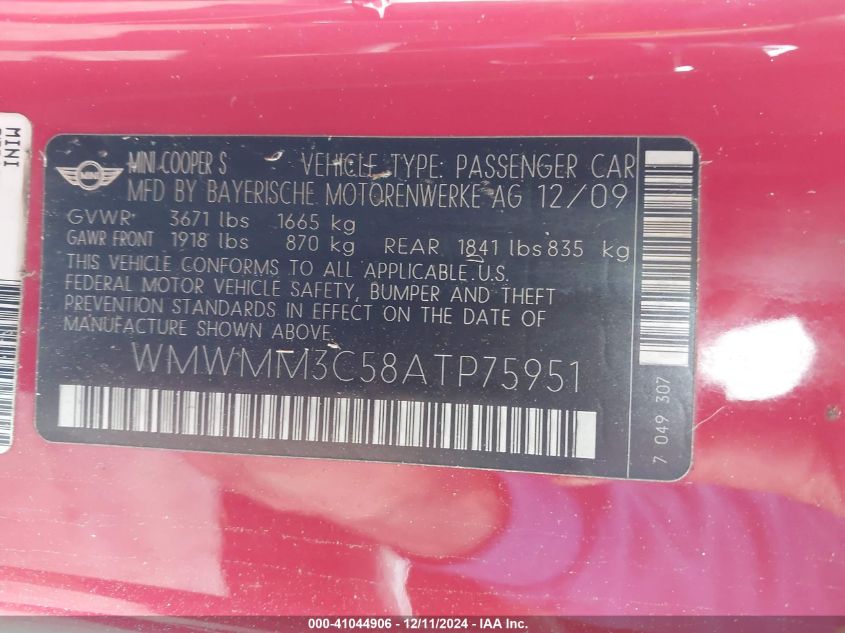 MINI
MINI
MINI COOPER S VEHICLE TYPE: PASSENGER CAR
MFD BY BAYERISCHE MOTORENWERKE AG 12/09
GVWR 3671 lbs 1665 kg
GAWR FRONT 1918 lbs 870 kg REAR 1841 lbs 835 kg
THIS VEHICLE CONFORMS TO ALL APPLICABLE U.S.
FEDERAL MOTOR VEHICLE SAFETY, BUMPER AND THEFT
PREVENTION STANDARDS IN EFFECT ON THE DATE OF
MANUFACTURE SHOWN ABOVE.
WMWMM3C58ATP75951
7 049 307
000-41044906 - 12/11/2024 - IAA Inc.